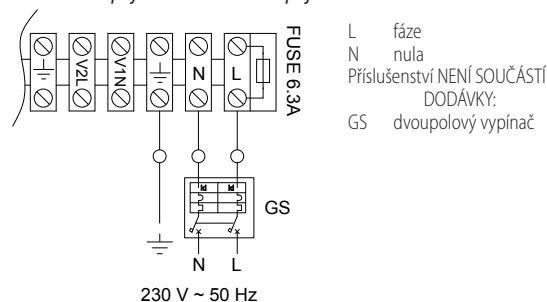 V2L
V1N
N
L
FUSE 6.3A
GS
N L
230 V ~ 50 Hz
L fáze
N nula
Příslušenství NENÍ SOUČÁSTÍ
DODÁVKY:
GS dvoupolový vypínač